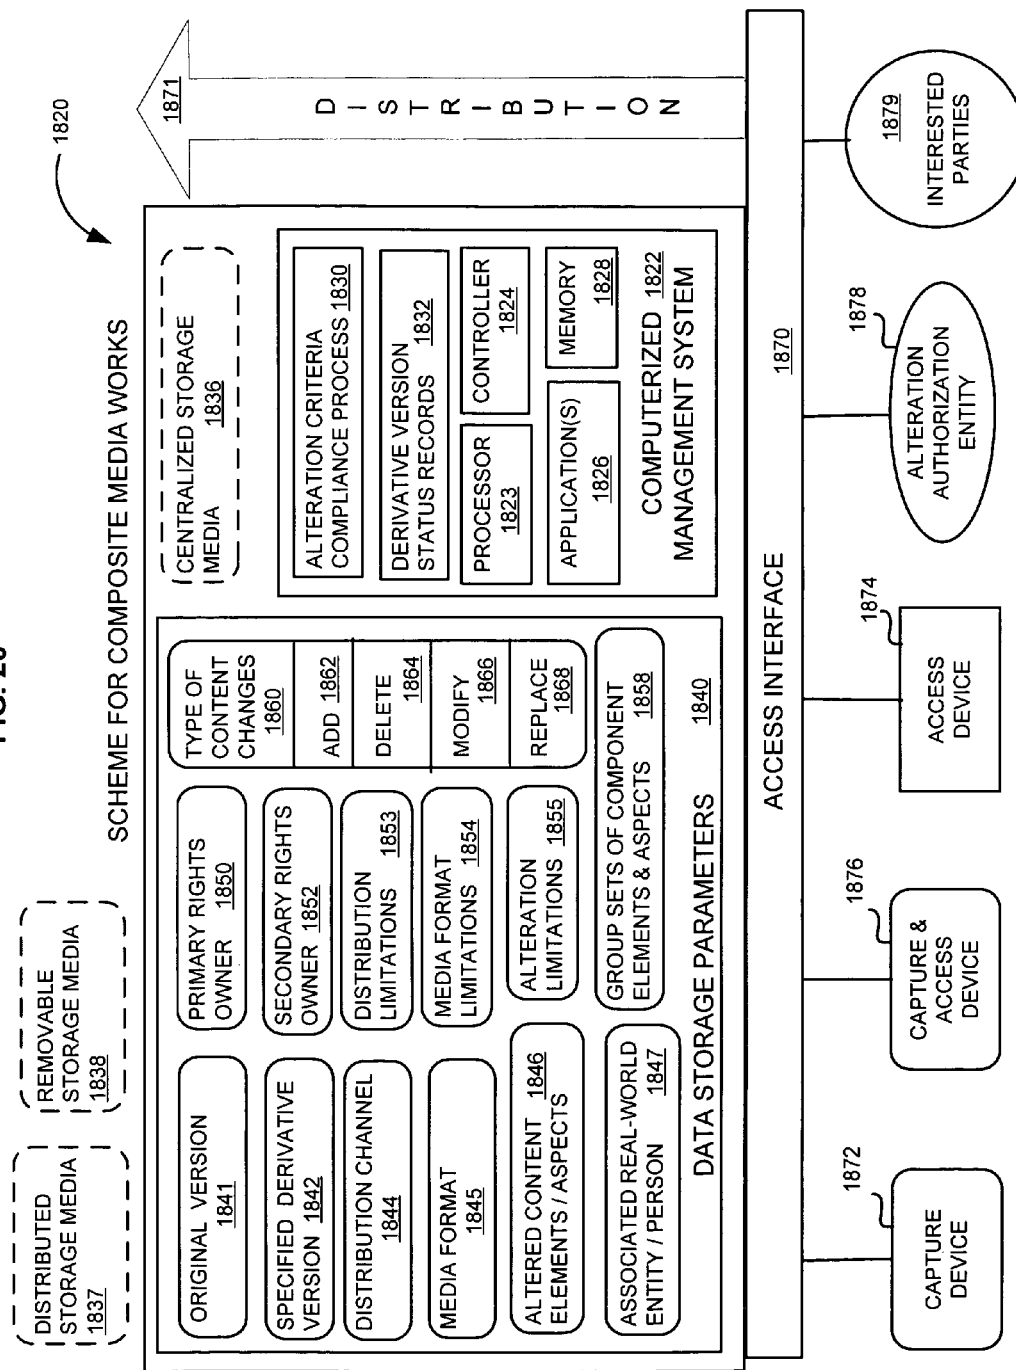 FIG.
SCHEME FOR COMPOSITE MEDIA WORKS
1820
DISTRIBUTED
STORAGE MEDIA
1837
REMOVABLE
STORAGE MEDIA
1838
CENTRALIZED STORAGE
MEDIA 1836
ORIGINAL VERSION
1841
SPECIFIED DERIVATIVE
VERSION 1842
DISTRIBUTION CHANNEL
1844
MEDIA FORMAT
1845
ALTERED CONTENT 1846
ELEMENTS / ASPECTS
ASSOCIATED REAL-WORLD
ENTITY / PERSON 1847
PRIMARY RIGHTS
OWNER 1850
SECONDARY RIGHTS
OWNER 1852
DISTRIBUTION
LIMITATIONS 1853
MEDIA FORMAT
LIMITATIONS 1854
ALTERATION
LIMITATIONS 1855
GROUP SETS OF COMPONENT
ELEMENTS & ASPECTS 1858
TYPE OF
CONTENT
CHANGES
1860
ADD 1862
DELETE
1864
MODIFY
1866
REPLACE
1868
DATA STORAGE PARAMETERS 1840
ALTERATION CRITERIA
COMPLIANCE PROCESS 1830
DERIVATIVE VERSION
STATUS RECORDS 1832
PROCESSOR
1823
CONTROLLER
1824
APPLICATION(S)
1826
MEMORY
1828
COMPUTERIZED 1822
MANAGEMENT SYSTEM
1871
DISTRIBUTION
ACCESS INTERFACE 1870
1872
CAPTURE
DEVICE
1876
CAPTURE &
ACCESS
DEVICE
1874
ACCESS
DEVICE
1878
ALTERATION
AUTHORIZATION
ENTITY
1879
INTERESTED
PARTIES